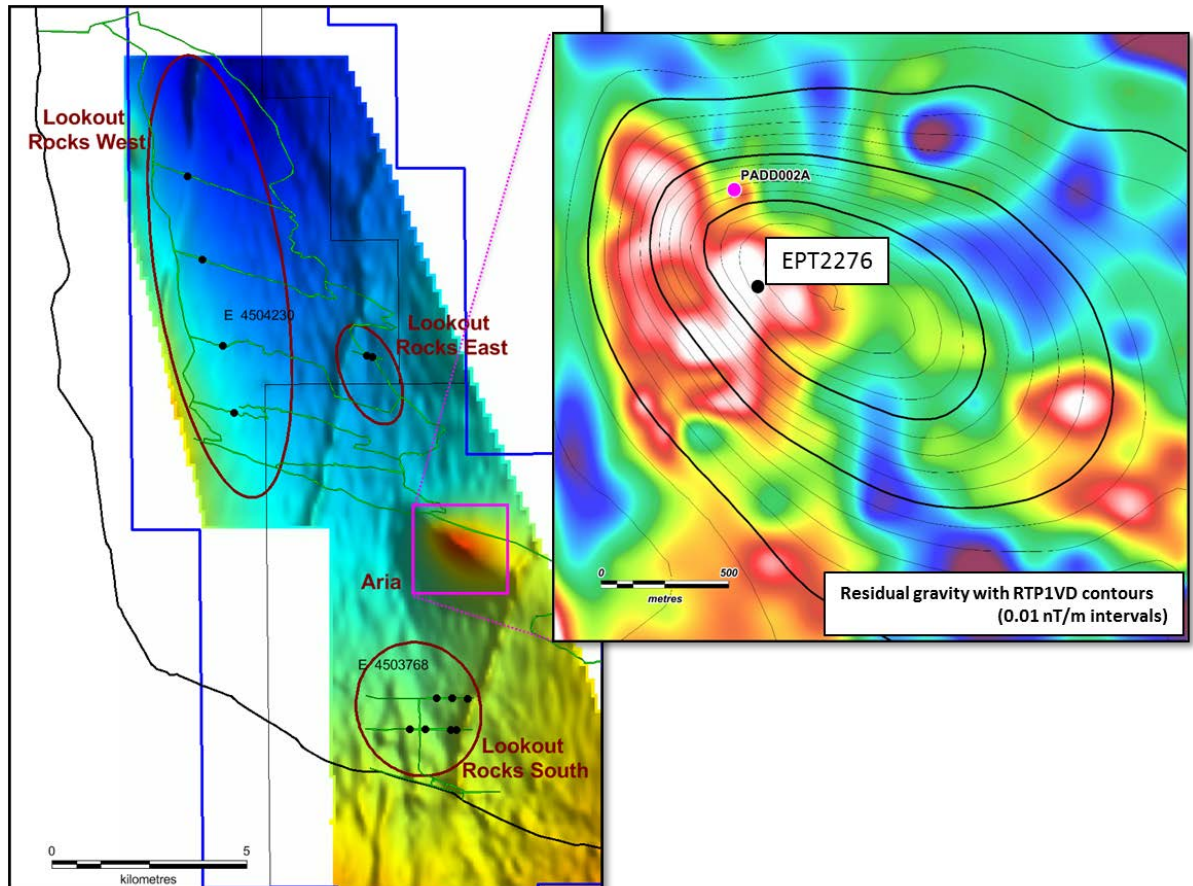 Lookout
Rocks West
E 4504230
Lookout
Rocks East
Aria
E 4503768
Lookout
Rocks South
0 5
kilometres
PADD002A
EPT2276
0 500
metres
Residual gravity with RTP1VD contours
(0.01 nT/m intervals)